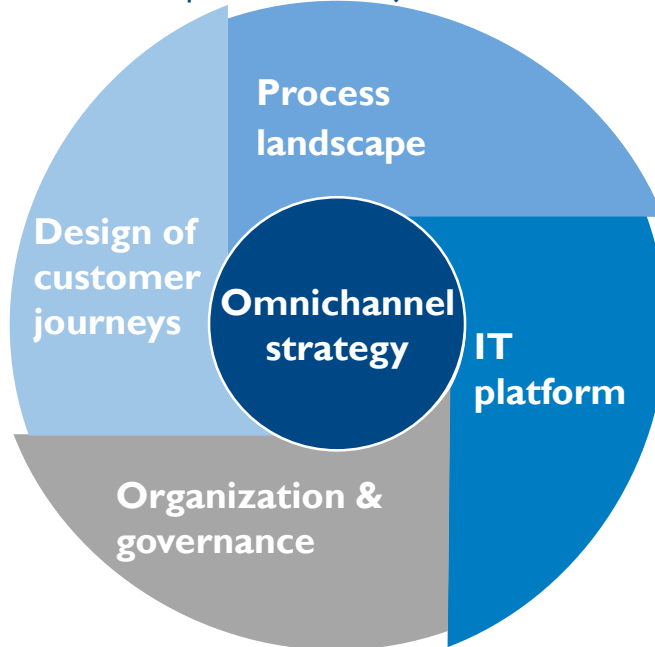 Process
landscape
Design of
customer
journeys
Omnichannel
strategy
IT
platform
Organization &
governance